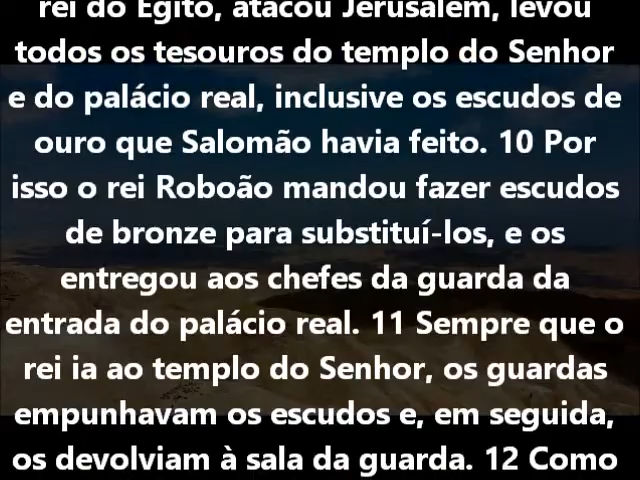 rei do Egito, atacou Jerusalém, levou
todos os tesouros do templo do Senhor
e do palácio real, inclusive os escudos de
ouro que Salomão havia feito. 10 Por
isso o rei Roboão mandou fazer escudos
de bronze para substituí-los, e os
entregou aos chefes da guarda da
entrada do palácio real. 11 Sempre que o
rei ia ao templo do Senhor, os guardas
empunhavam os escudos e, em seguida,
os devolviam à sala da guarda. 12 Como